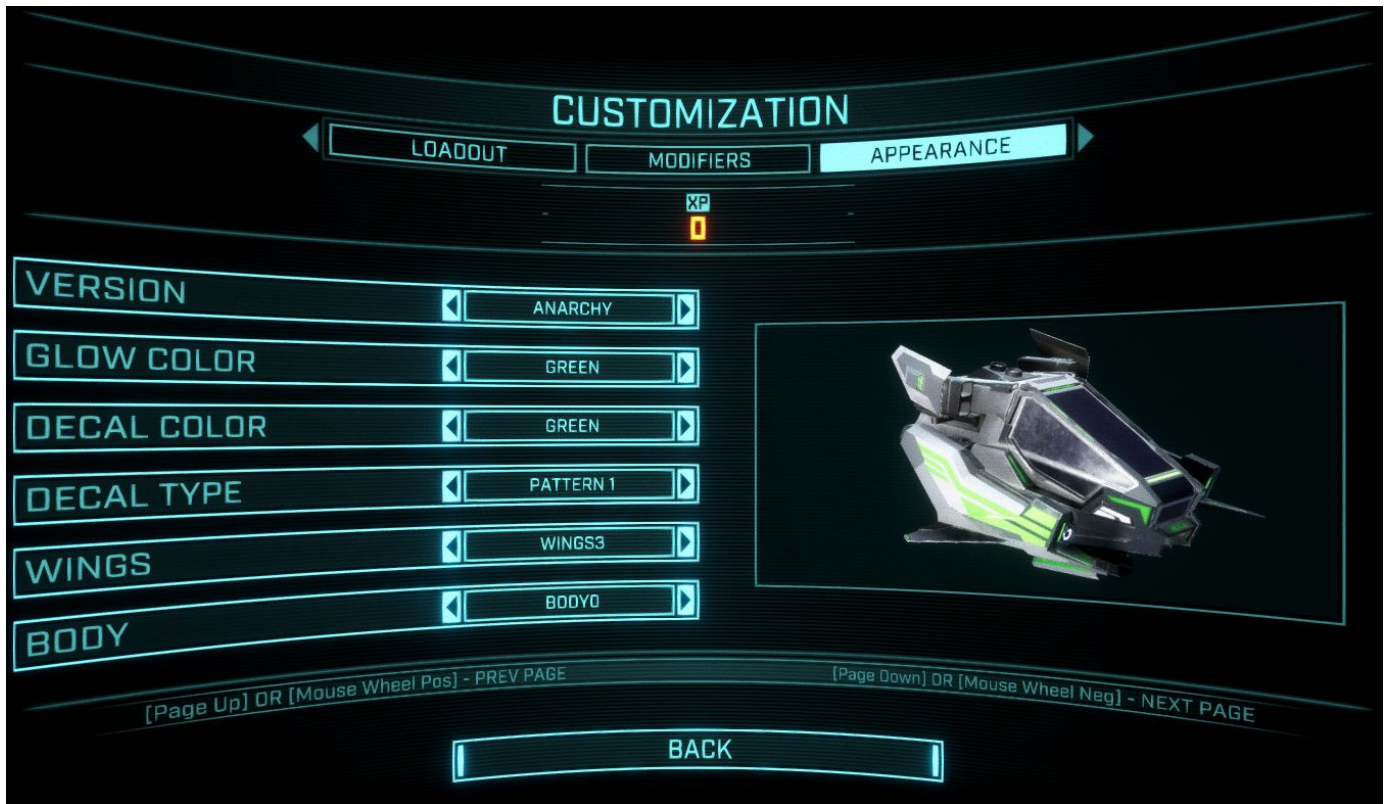 CUSTOMIZATION
LOADOUT MODIFIERS APPEARANCE
XP
0
VERSION ANARCHY
GLOW COLOR GREEN
DECAL COLOR GREEN
DECAL TYPE PATTERN 1
WINGS WINGS3
BODY BODY0
[Page Up] OR [Mouse Wheel Pos] - PREV PAGE [Page Down] OR [Mouse Wheel Neg] - NEXT PAGE
BACK